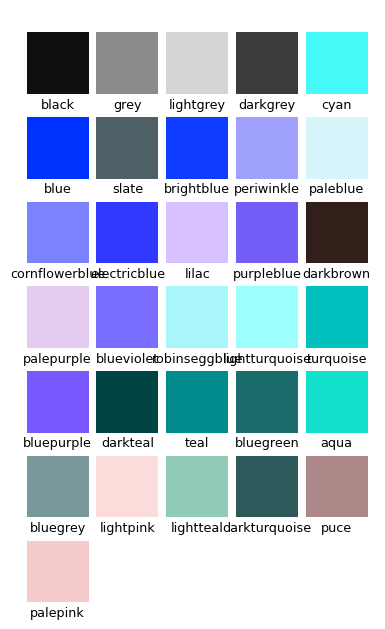 black grey lightgrey darkgrey cyan
blue slate brightblue periwinkle paleblue
cornflowerblue electricblue lilac purpleblue darkbrown
palepurple blueviolet robinseggblue lightturquoise turquoise
bluepurple darkteal teal bluegreen aqua
bluegrey lightpink lightteal darkturquoise puce
palepink